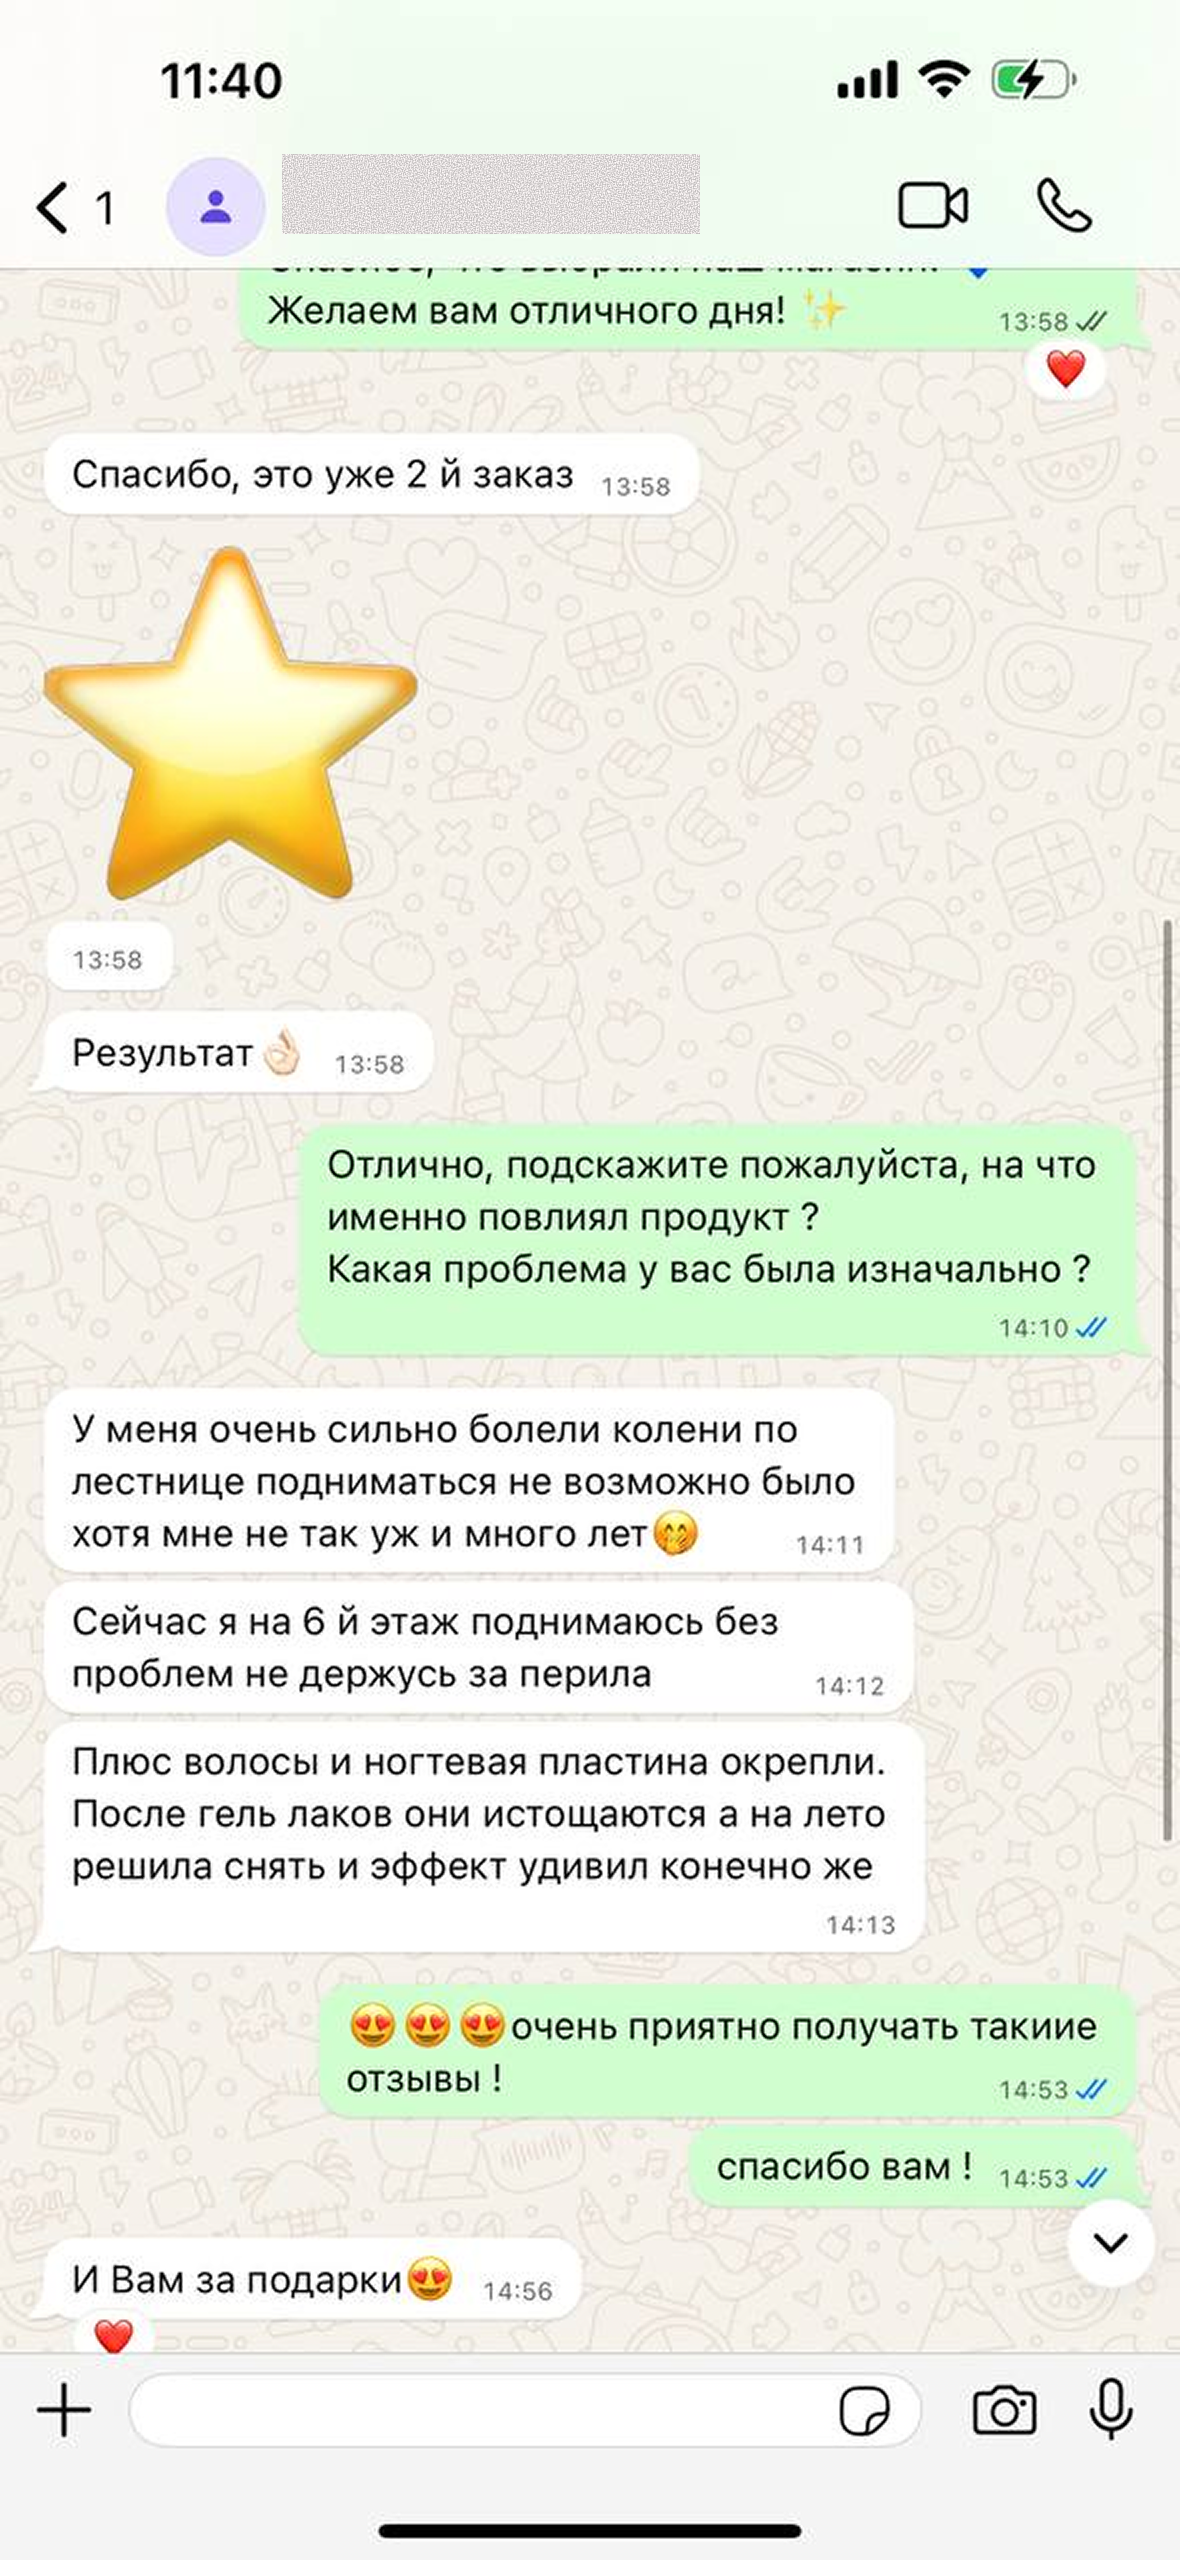 11:40
1
Желаем вам отличного дня! ✨ 13:58
Спасибо, это уже 2 й заказ 13:58
13:58
Результат👌🏻 13:58
Отлично, подскажите пожалуйста, на что
именно повлиял продукт ?
Какая проблема у вас была изначально ?
14:10
У меня очень сильно болели колени по
лестнице подниматься не возможно было
хотя мне не так уж и много лет🤭 14:11
Сейчас я на 6 й этаж поднимаюсь без
проблем не держусь за перила 14:12
Плюс волосы и ногтевая пластина окрепли.
После гель лаков они истощаются а на лето
решила снять и эффект удивил конечно же
14:13
😍😍😍очень приятно получать такиие
отзывы ! 14:53
спасибо вам ! 14:53
И Вам за подарки😍 14:56